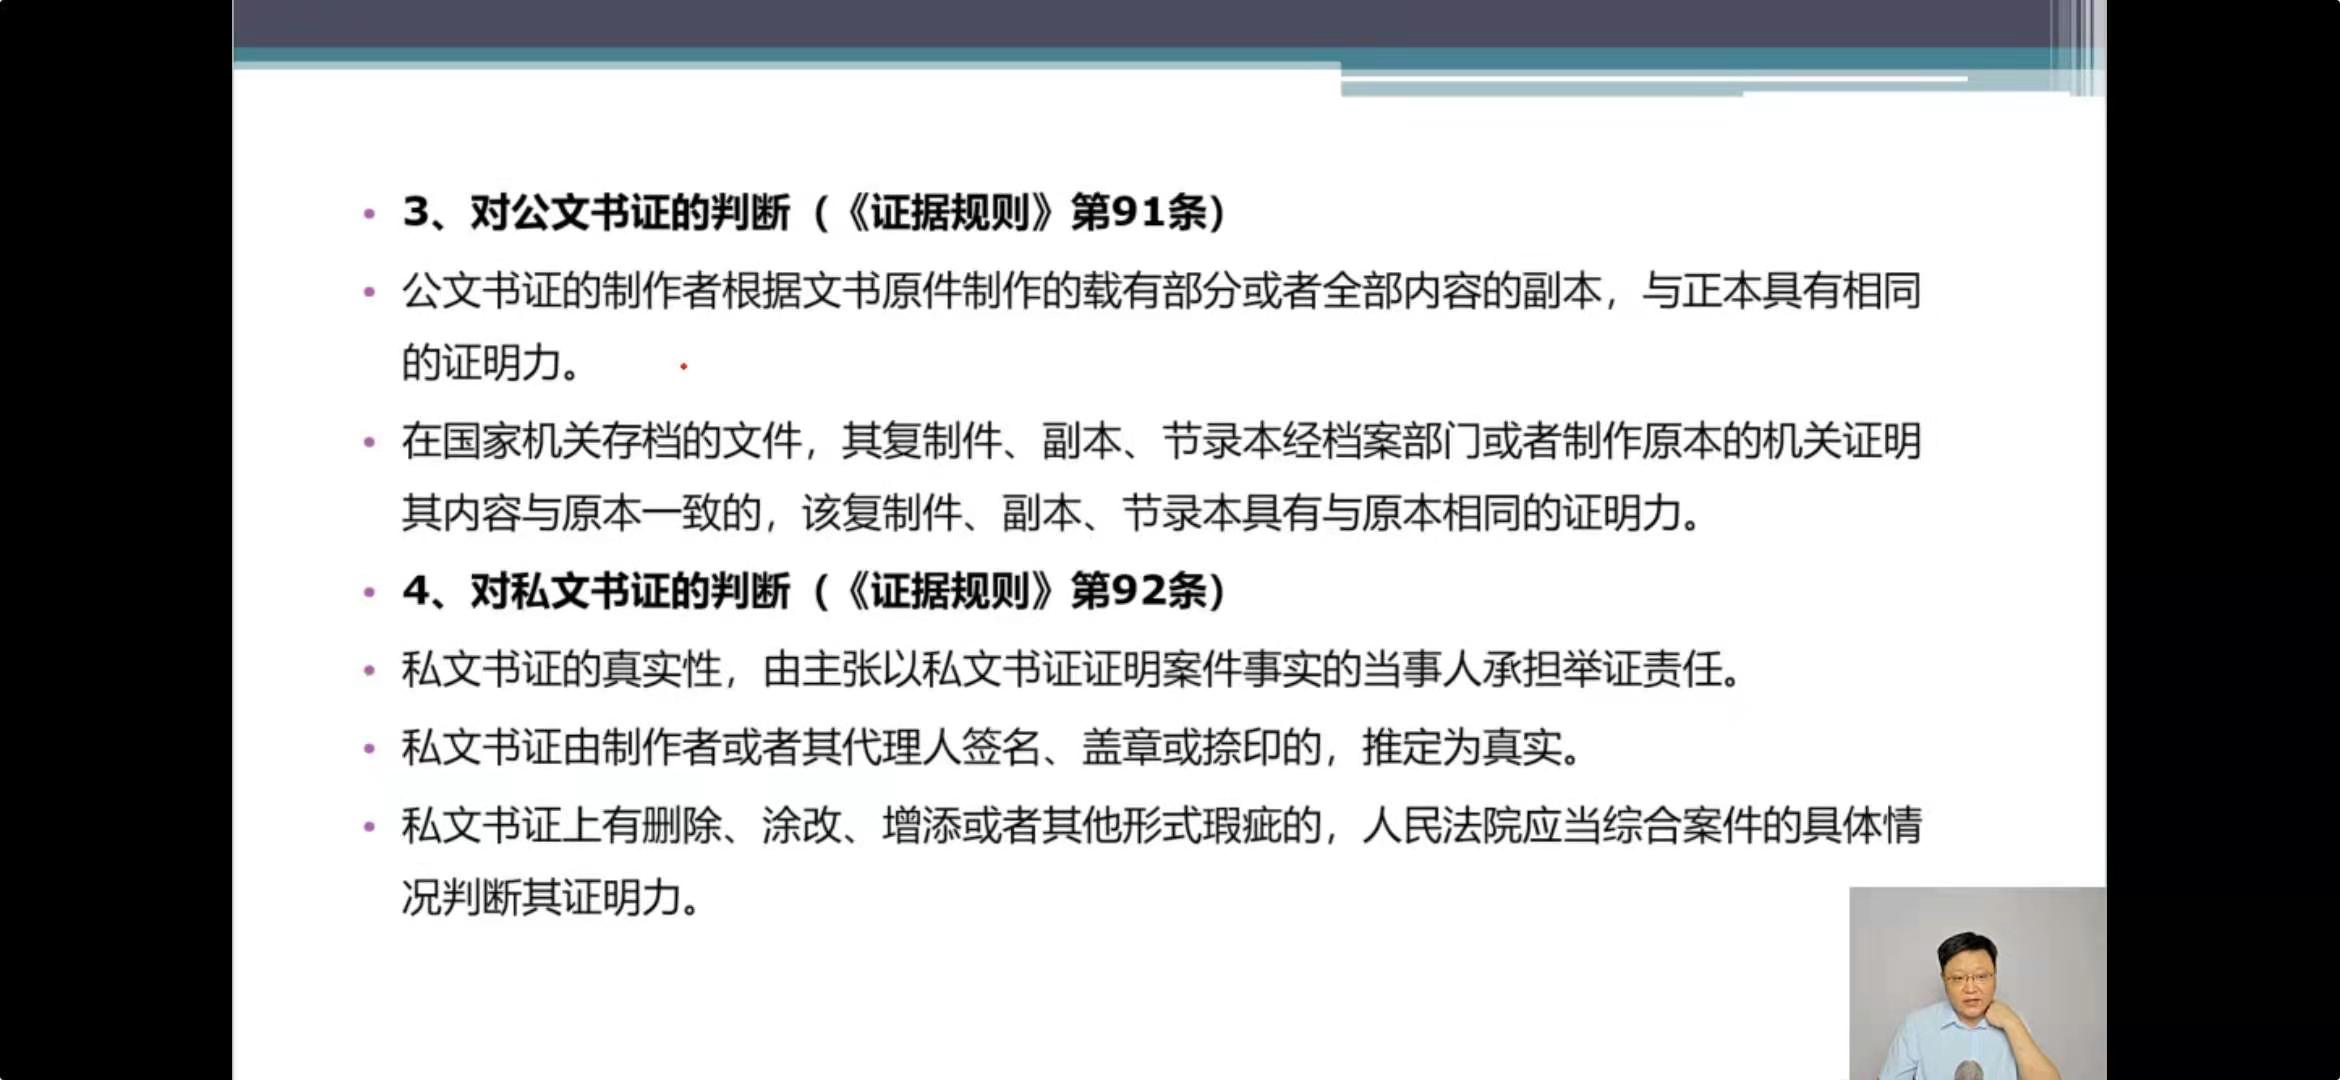 3、对公文书证的判断（《证据规则》第91条）
公文书证的制作者根据文书原件制作的载有部分或者全部内容的副本，与正本具有相同
的证明力。
在国家机关存档的文件，其复制件、副本、节录本经档案部门或者制作原本的机关证明
其内容与原本一致的，该复制件、副本、节录本具有与原本相同的证明力。
4、对私文书证的判断（《证据规则》第92条）
私文书证的真实性，由主张以私文书证证明案件事实的当事人承担举证责任。
私文书证由制作者或者其代理人签名、盖章或捺印的，推定为真实。
私文书证上有删除、涂改、增添或者其他形式瑕疵的，人民法院应当综合案件的具体情
况判断其证明力。